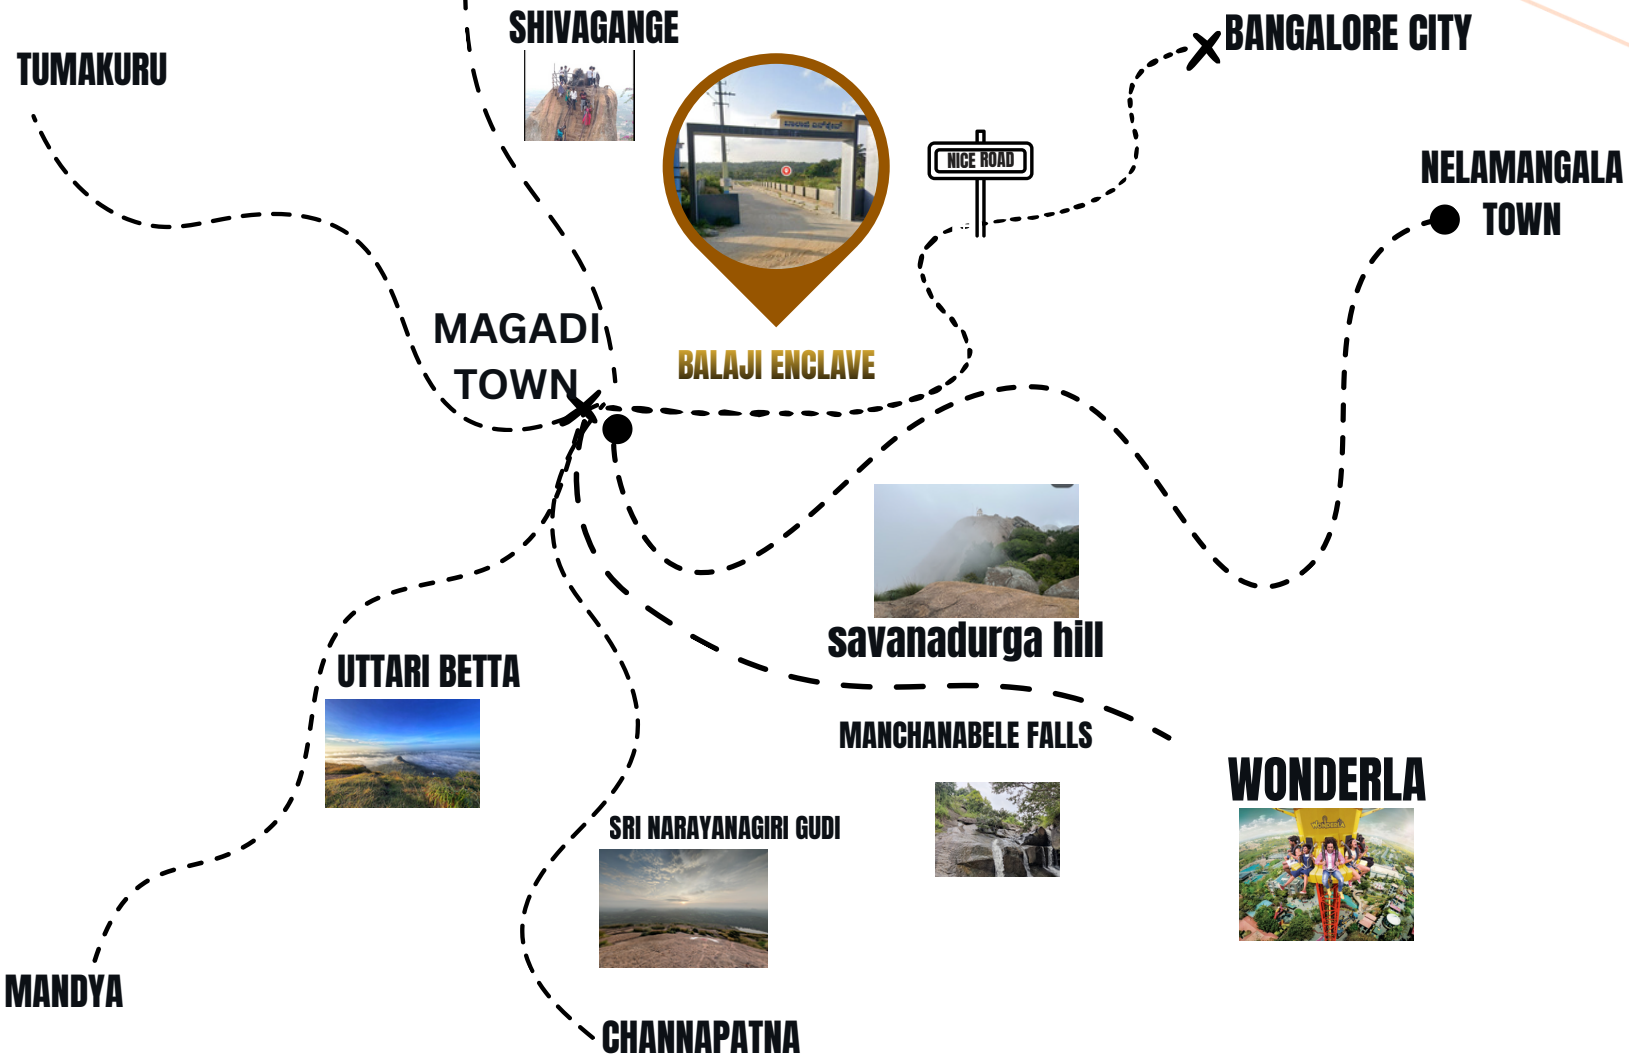 SHIVAGANGE
BANGALORE CITY
TUMAKURU
NICE ROAD
NELAMANGALA
TOWN
MAGADI
TOWN
BALAJI ENCLAVE
savanadurga hill
UTTARI BETTA
MANCHANABELE FALLS
WONDERLA
WONDERLA
SRI NARAYANAGIRI GUDI
MANDYA
CHANNAPATNA